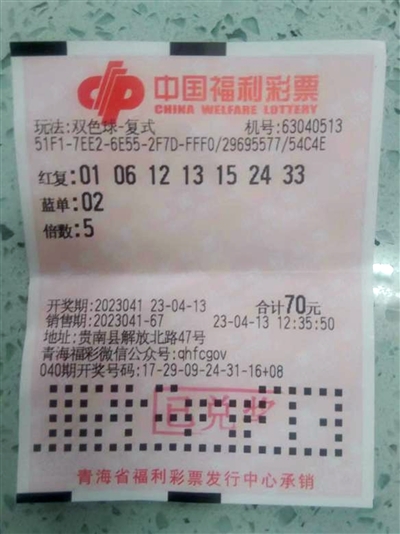 中国福利彩票
CHINA WELFARE LOTTERY
玩法:双色球-复式 机号:63040513
51F1-7EE2-6E55-2F7D-FFF0/29695577/54C4E
红复:01 06 12 13 15 24 33
蓝单:02
倍数:5
开奖期:2023041 23-04-13 合计70元
销售期:2023041-67 23-04-13 12:35:50
地址:贵南县解放北路47号
青海福彩微信公众号:qhfcgov
040期开奖号码:17-29-09-24-31-16+08
已兑奖
青海省福利彩票发行中心承销